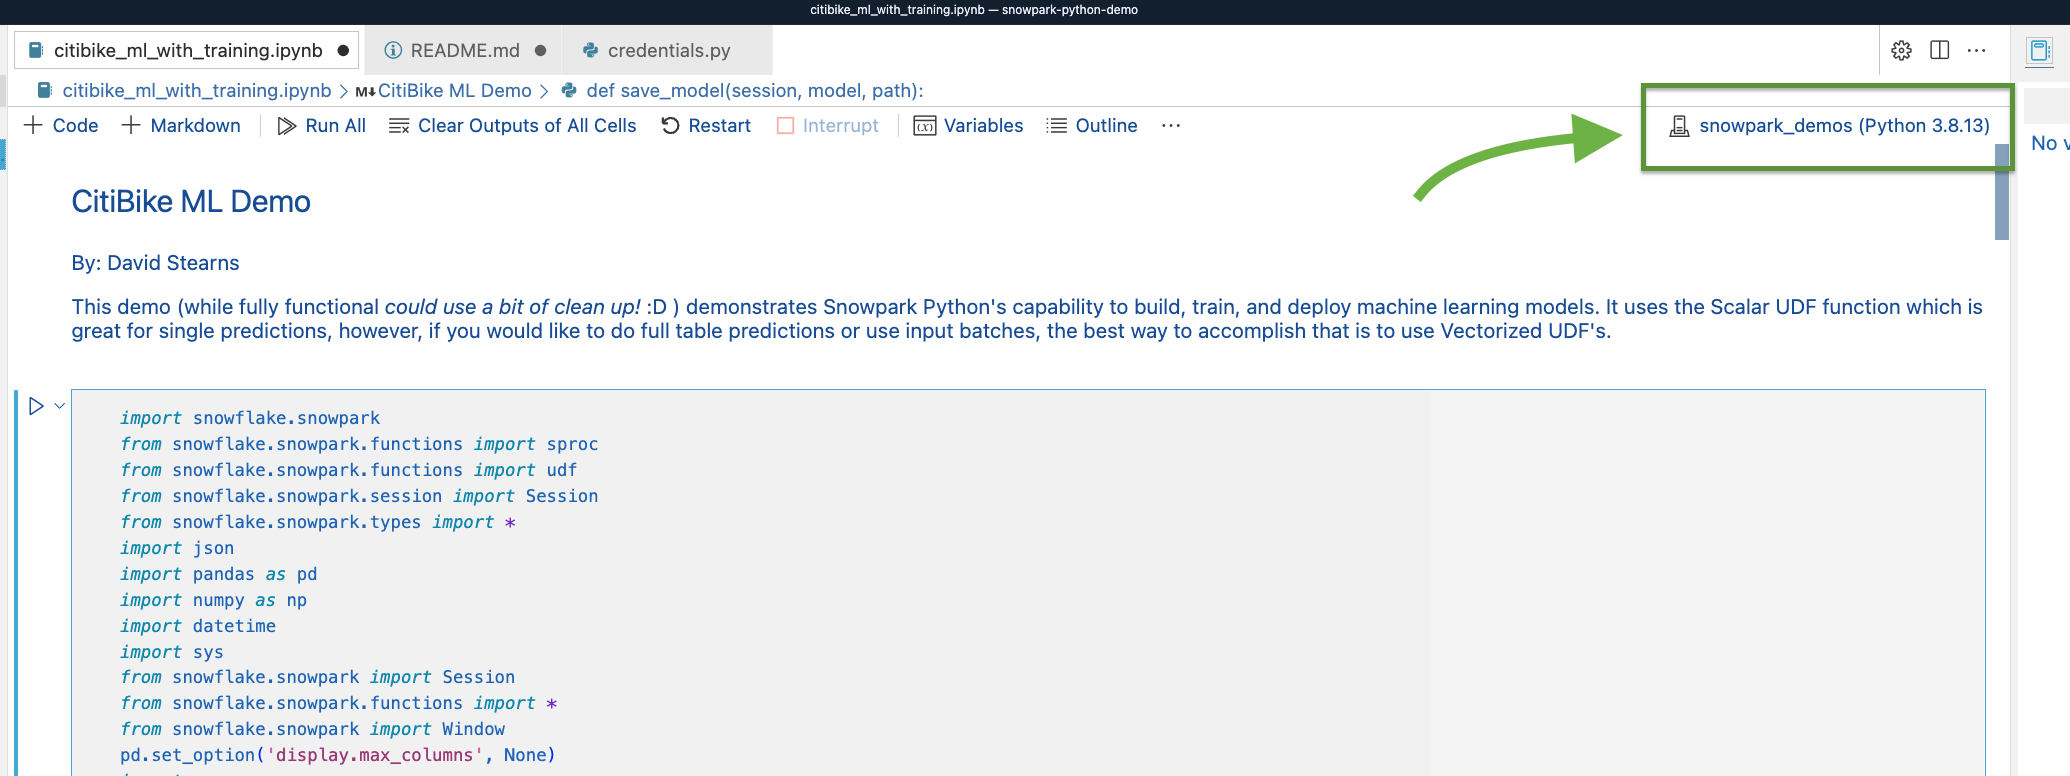 citibike_ml_with_training.ipynb — snowpark-python-demo
citibike_ml_with_training.ipynb ● README.md ● credentials.py
citibike_ml_with_training.ipynb > M↓ CitiBike ML Demo > def save_model(session, model, path):
+ Code + Markdown Run All Clear Outputs of All Cells Restart Interrupt Variables Outline ··· snowpark_demos (Python 3.8.13)
No
CitiBike ML Demo
By: David Stearns
This demo (while fully functional could use a bit of clean up! :D ) demonstrates Snowpark Python's capability to build, train, and deploy machine learning models. It uses the Scalar UDF function which is
great for single predictions, however, if you would like to do full table predictions or use input batches, the best way to accomplish that is to use Vectorized UDF's.
import snowflake.snowpark
from snowflake.snowpark.functions import sproc
from snowflake.snowpark.functions import udf
from snowflake.snowpark.session import Session
from snowflake.snowpark.types import *
import json
import pandas as pd
import numpy as np
import datetime
import sys
from snowflake.snowpark import Session
from snowflake.snowpark.functions import *
from snowflake.snowpark import Window
pd.set_option('display.max_columns', None)